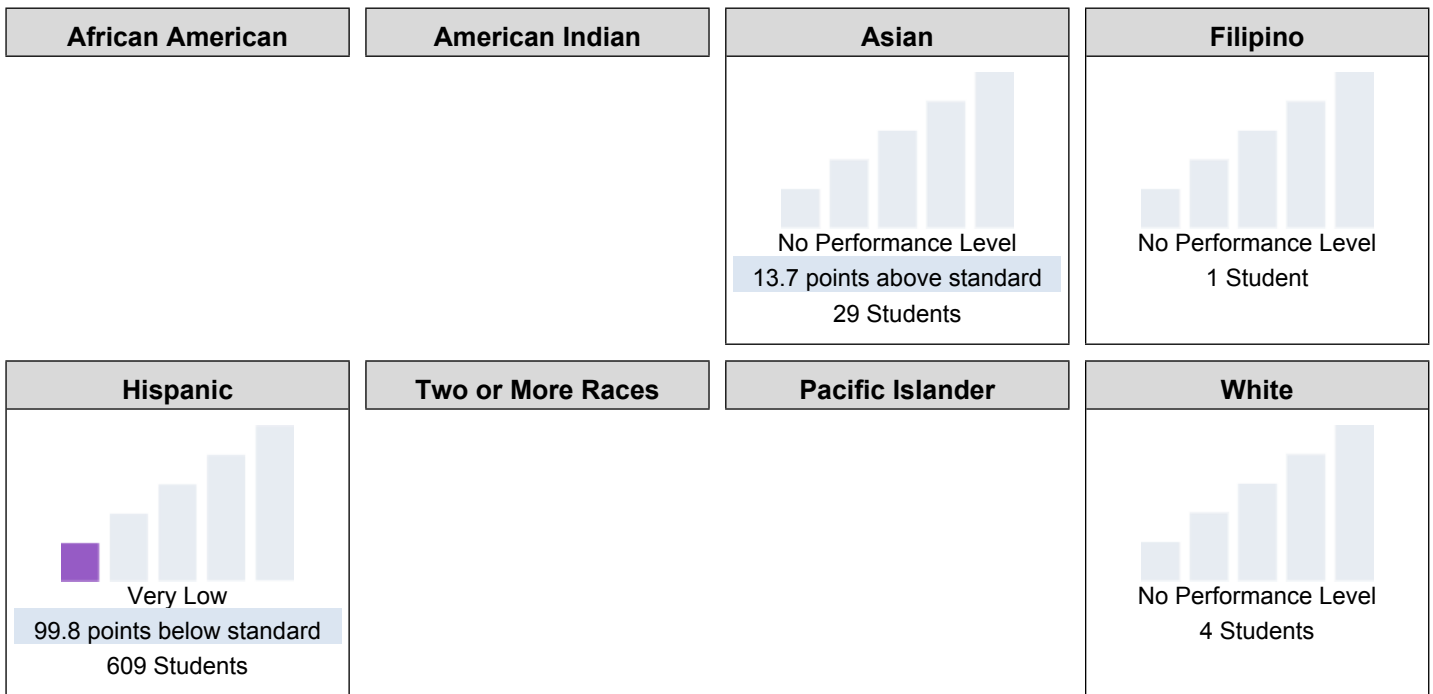 African American
American Indian
Asian
Filipino
No Performance Level
13.7 points above standard
29 Students
No Performance Level
1 Student
Hispanic
Two or More Races
Pacific Islander
White
Very Low
99.8 points below standard
609 Students
No Performance Level
4 Students